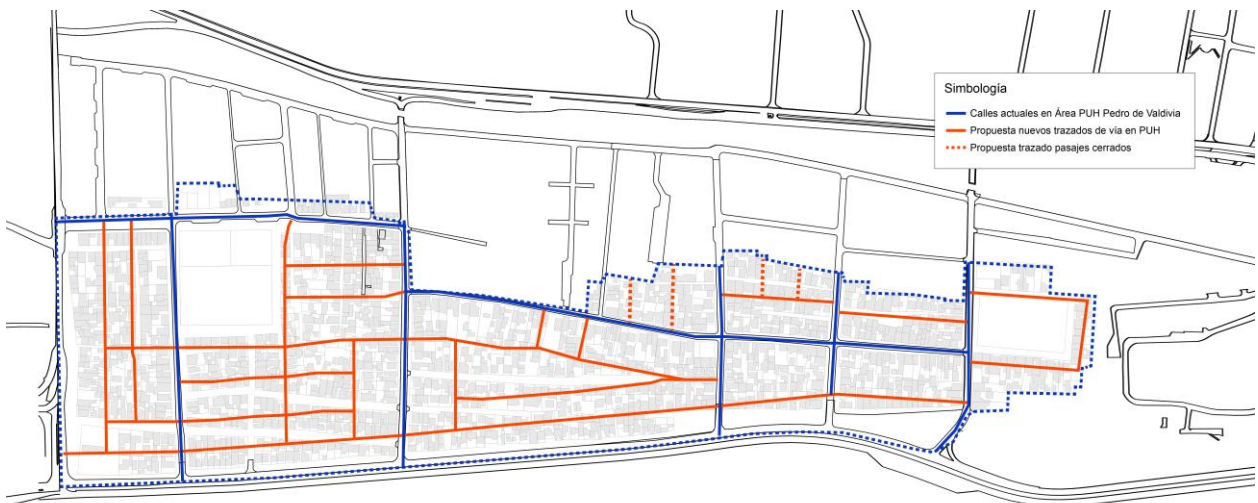 Simbología
Calles actuales en Área PUH Pedro de Valdivia
Propuesta nuevos trazados de vía en PUH
Propuesta trazado pasajes cerrados